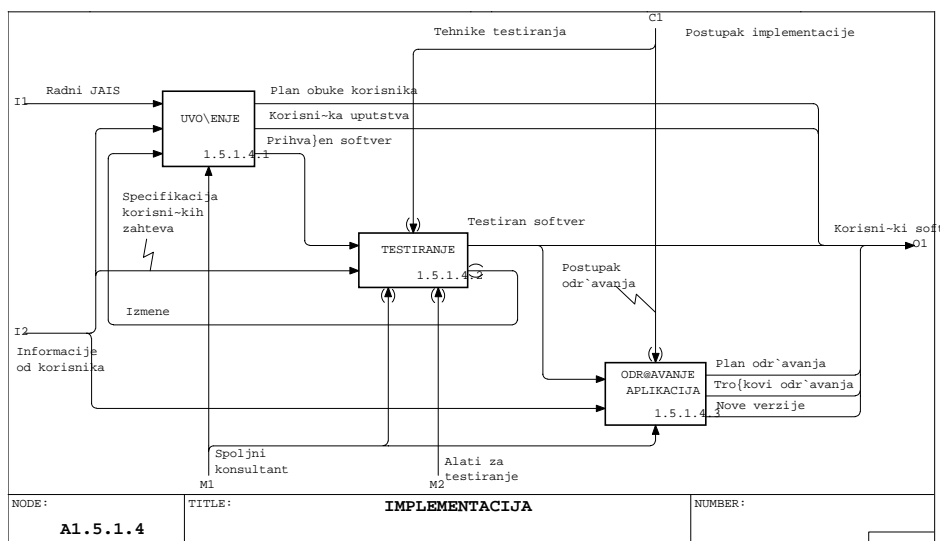 C1
Tehnike testiranja
Postupak implementacije
I1
Radni JAIS
UVO\ENJE
1.5.1.4.1
Plan obuke korisnika
Korisni~ka uputstva
Prihva}en softver
Specifikacija
korisni~kih
zahteva
TESTIRANJE
1.5.1.4.2
Testiran softver
Korisni~ki soft
O1
Postupak
odr`avanja
Izmene
I2
Informacije
od korisnika
ODR@AVANJE
APLIKACIJA
1.5.1.4.3
Plan odr`avanja
Tro{kovi odr`avanja
Nove verzije
Spoljni
konsultant
M1
Alati za
testiranje
M2
NODE:
A1.5.1.4
TITLE:
IMPLEMENTACIJA
NUMBER: